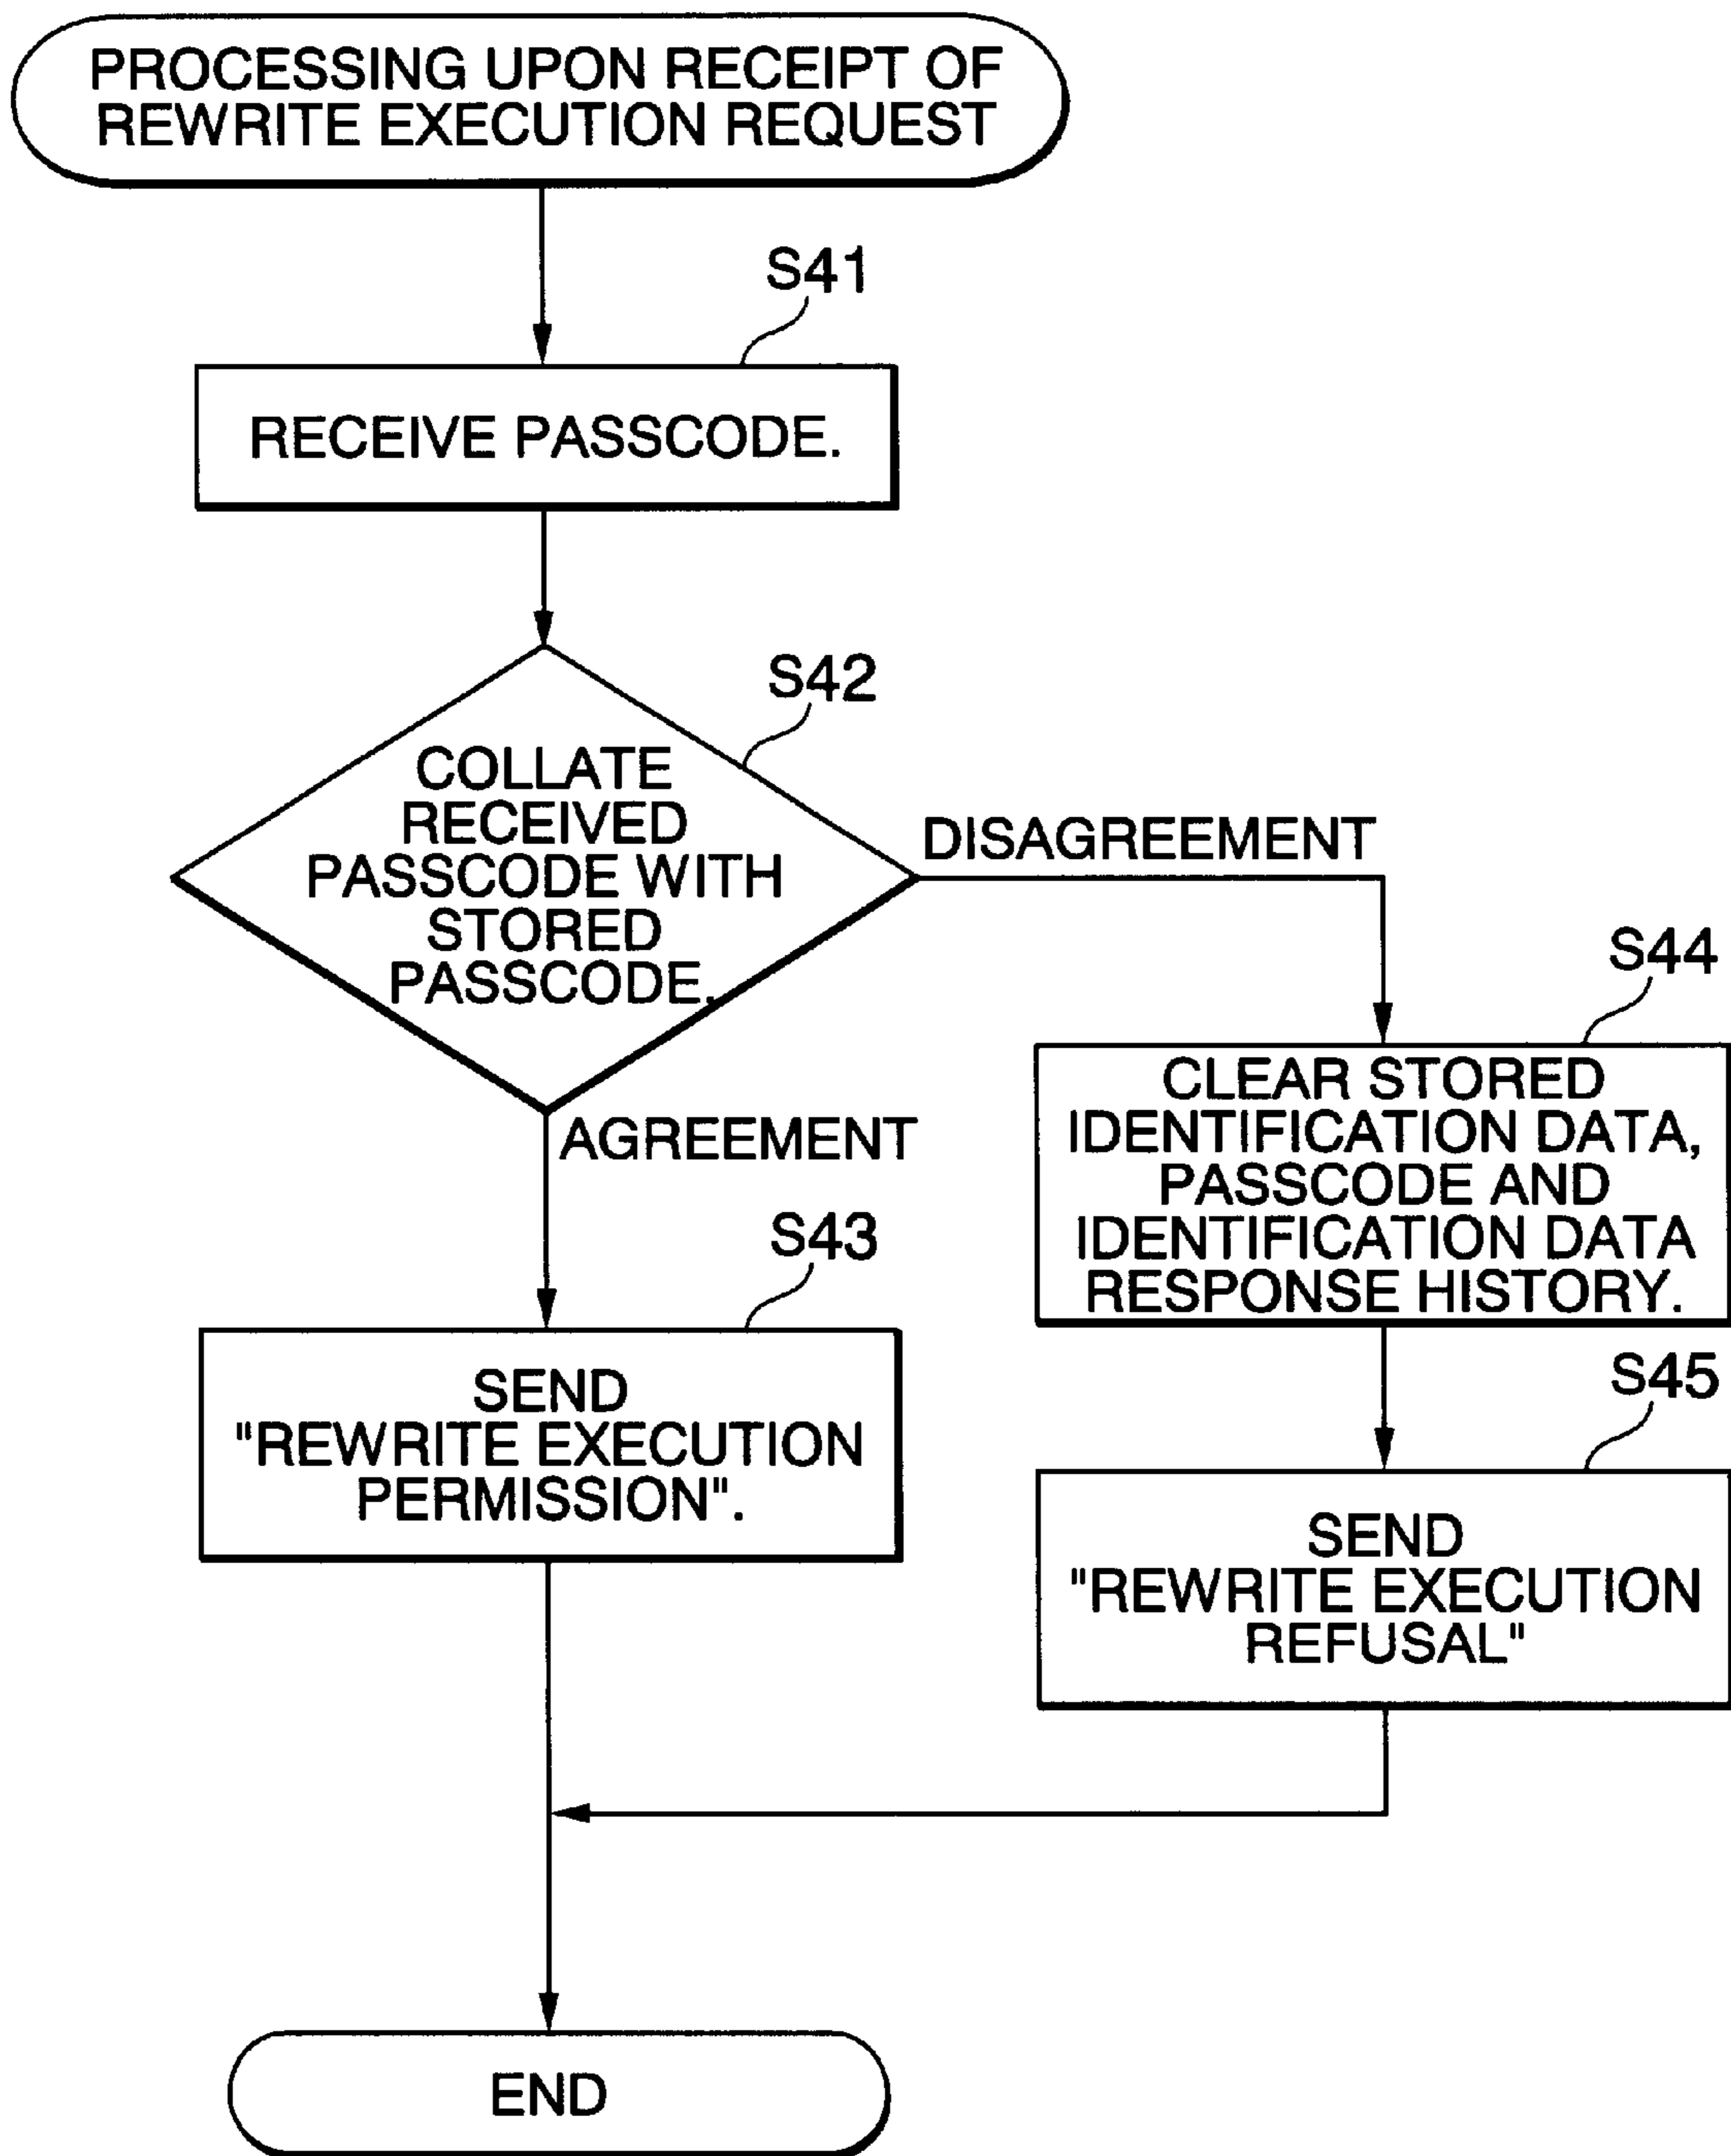 PROCESSING UPON RECEIPT OF
REWRITE EXECUTION REQUEST
S41
RECEIVE PASSCODE.
S42
COLLATE
RECEIVED
PASSCODE WITH
STORED
PASSCODE.
DISAGREEMENT
AGREEMENT
S44
CLEAR STORED
IDENTIFICATION DATA,
PASSCODE AND
IDENTIFICATION DATA
RESPONSE HISTORY.
S43
SEND
"REWRITE EXECUTION
PERMISSION".
S45
SEND
"REWRITE EXECUTION
REFUSAL"
END